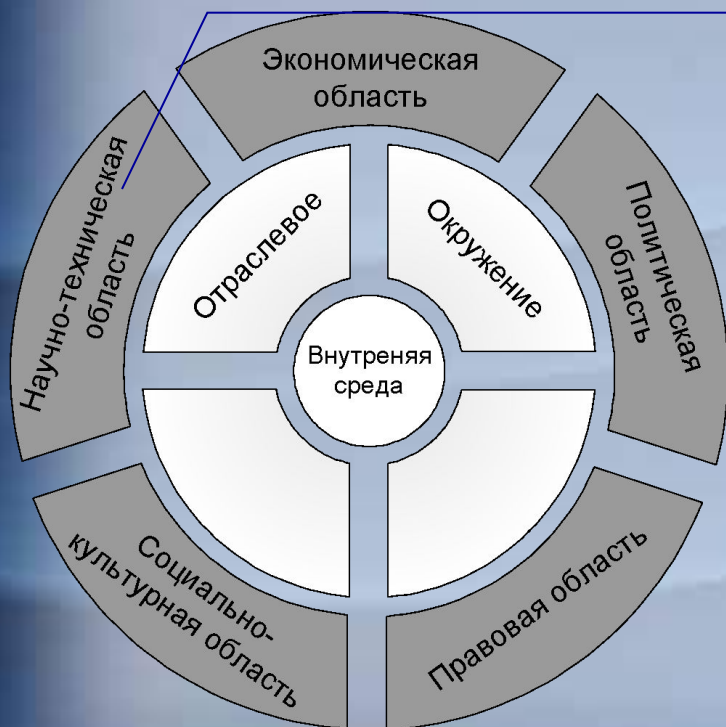 Экономическая
область
Научно-техническая
область
Отраслевое
Окружение
Политическая
область
Внутреняя
среда
Социально-
культурная область
Правовая область